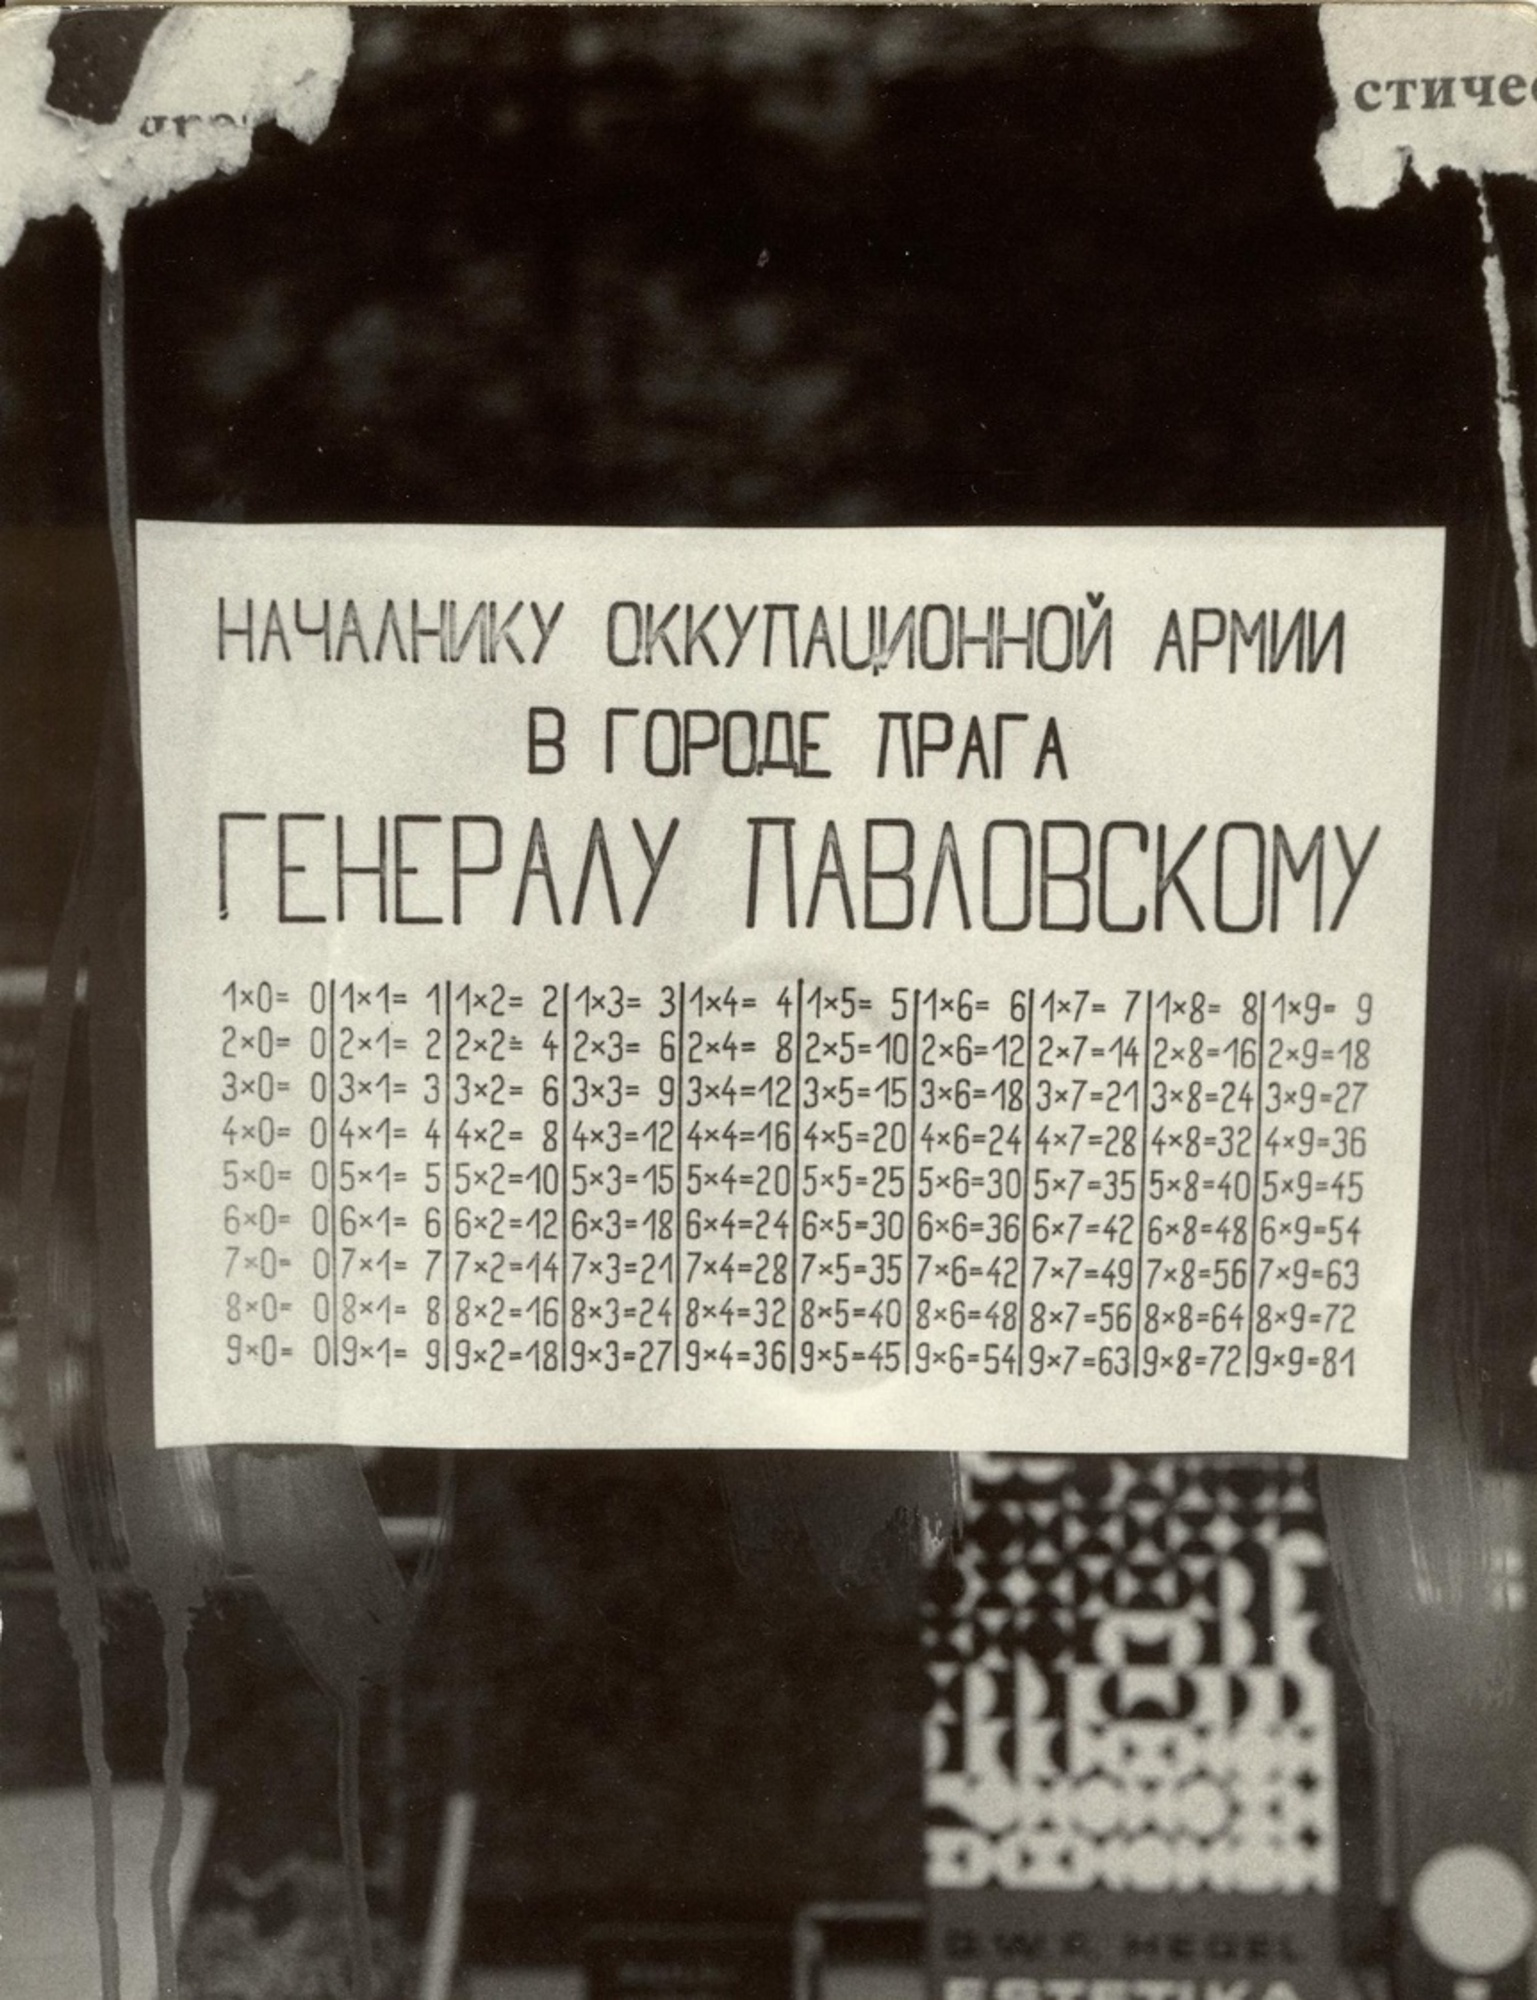 стичес
НАЧАЛНИКУ ОККУПАЦИОННОЙ АРМИИ
В ГОРОДЕ ПРАГА
ГЕНЕРАЛУ ПАВЛОВСКОМУ
1×0= 0|1×1= 1|1×2= 2|1×3= 3|1×4= 4|1×5= 5|1×6= 6|1×7= 7|1×8= 8|1×9= 9
2×0= 0|2×1= 2|2×2= 4|2×3= 6|2×4= 8|2×5=10|2×6=12|2×7=14|2×8=16|2×9=18
3×0= 0|3×1= 3|3×2= 6|3×3= 9|3×4=12|3×5=15|3×6=18|3×7=21|3×8=24|3×9=27
4×0= 0|4×1= 4|4×2= 8|4×3=12|4×4=16|4×5=20|4×6=24|4×7=28|4×8=32|4×9=36
5×0= 0|5×1= 5|5×2=10|5×3=15|5×4=20|5×5=25|5×6=30|5×7=35|5×8=40|5×9=45
6×0= 0|6×1= 6|6×2=12|6×3=18|6×4=24|6×5=30|6×6=36|6×7=42|6×8=48|6×9=54
7×0= 0|7×1= 7|7×2=14|7×3=21|7×4=28|7×5=35|7×6=42|7×7=49|7×8=56|7×9=63
8×0= 0|8×1= 8|8×2=16|8×3=24|8×4=32|8×5=40|8×6=48|8×7=56|8×8=64|8×9=72
9×0= 0|9×1= 9|9×2=18|9×3=27|9×4=36|9×5=45|9×6=54|9×7=63|9×8=72|9×9=81
G.W.F. HEGEL
ESTETIKA